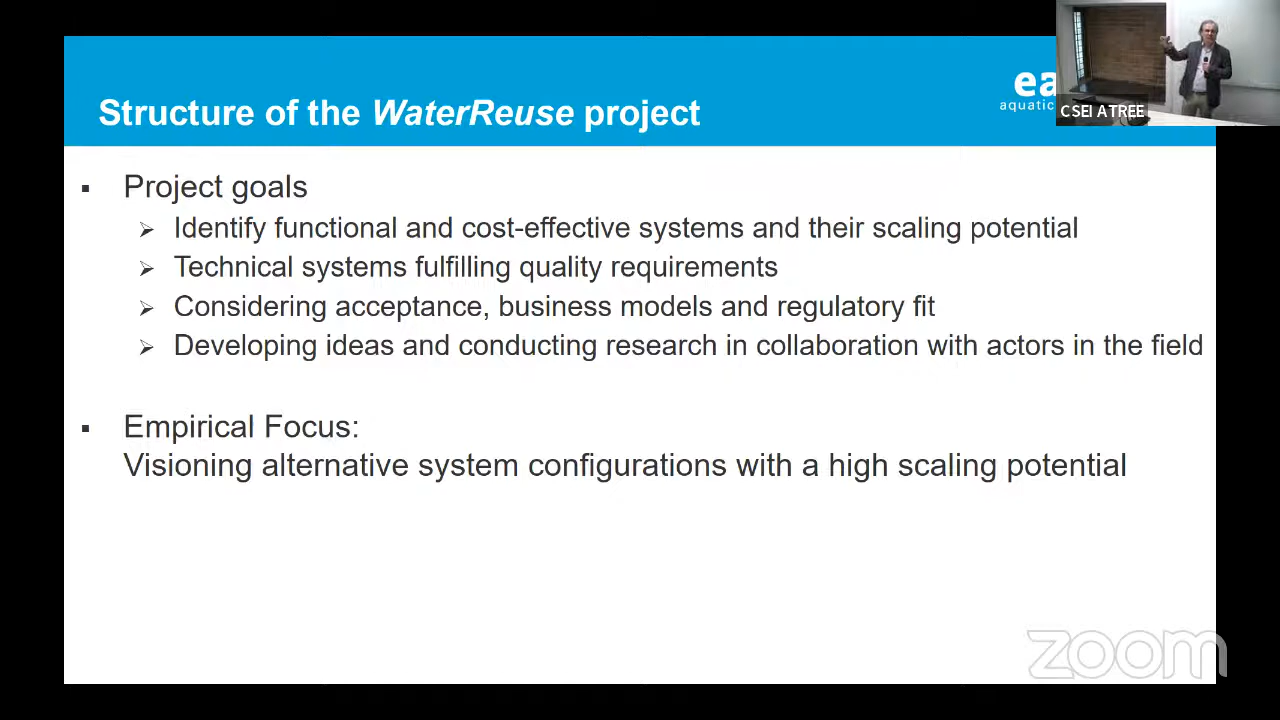 Structure of the WaterReuse project
ea
aquatic
CSEI ATREE
Project goals
Identify functional and cost-effective systems and their scaling potential
Technical systems fulfilling quality requirements
Considering acceptance, business models and regulatory fit
Developing ideas and conducting research in collaboration with actors in the field
Empirical Focus:
Visioning alternative system configurations with a high scaling potential
zoom